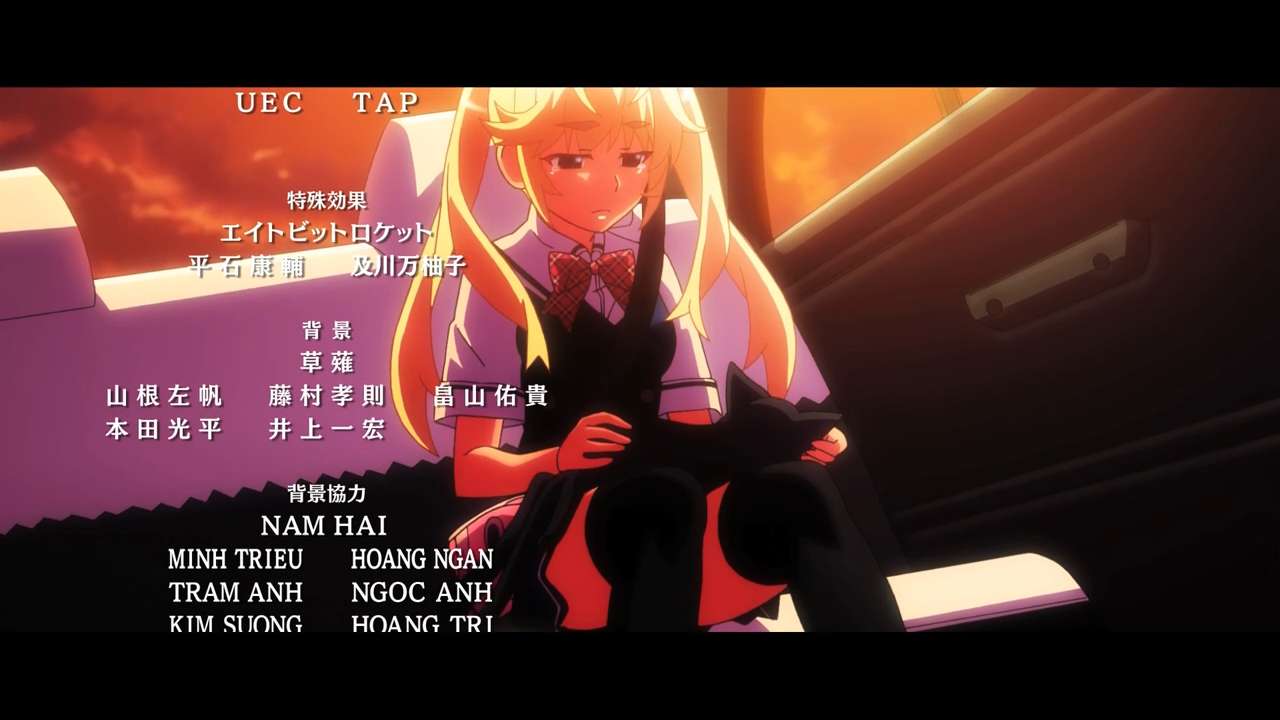 UEC TAP
特殊効果
エイトビットロケット
平石康輔 及川万柚子
背景
草薙
山根左帆 藤村孝則 畠山佑貴
本田光平 井上一宏
背景協力
NAM HAI
MINH TRIEU HOANG NGAN
TRAM ANH NGOC ANH
KIM SUONG HOANG TRI